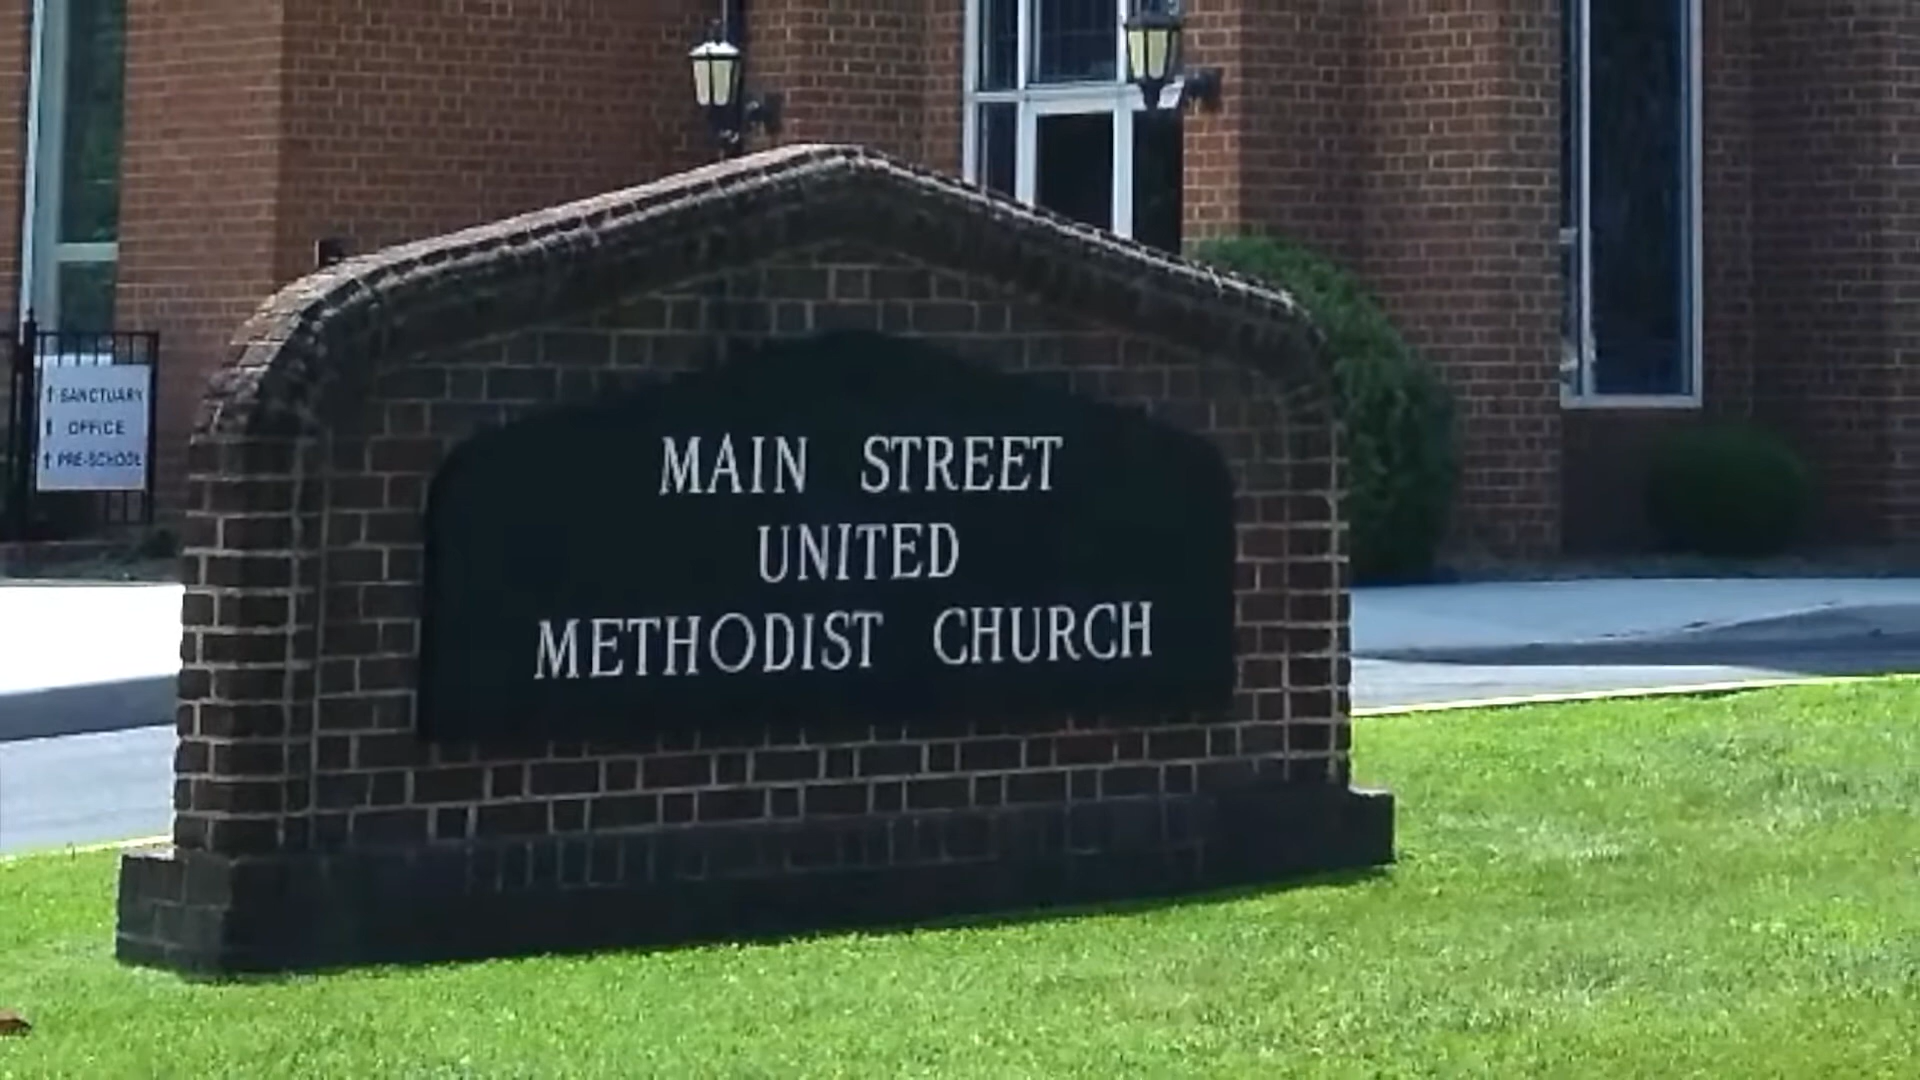 MAIN STREET
UNITED
METHODIST CHURCH
↑ SANCTUARY
↑ OFFICE
↑ PRE-SCHOOL